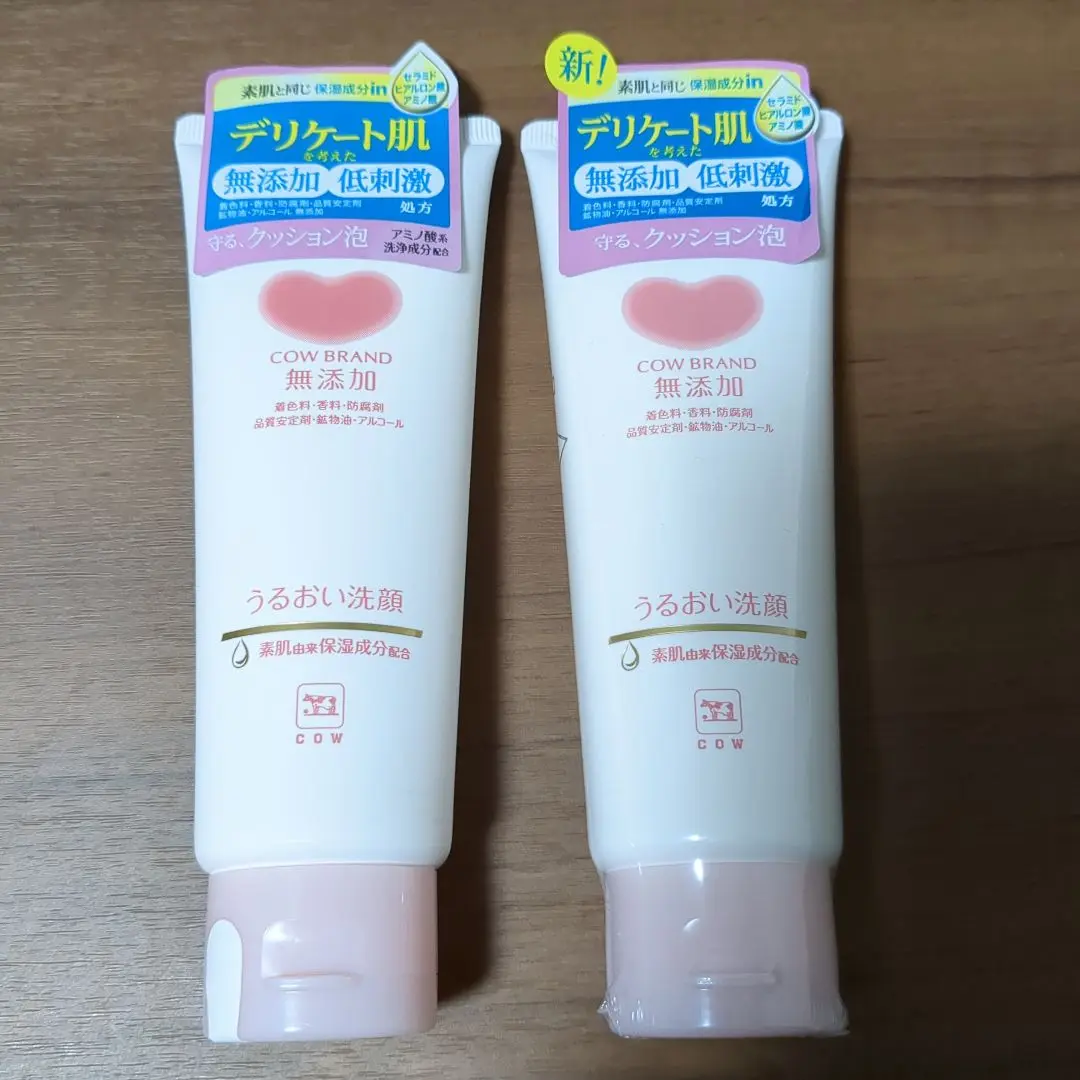 素肌と同じ 保湿成分in
セラミド
ヒアルロン酸
アミノ酸
デリケート肌
を考えた
無添加 低刺激
着色料・香料・防腐剤・品質安定剤
鉱物油・アルコール 無添加
処方
守る、クッション泡
アミノ酸系
洗浄成分配合
COW BRAND
無添加
着色料・香料・防腐剤
品質安定剤・鉱物油・アルコール
うるおい洗顔
素肌由来保湿成分配合
COW
新!
素肌と同じ 保湿成分in
セラミド
ヒアルロン酸
アミノ酸
デリケート肌
を考えた
無添加 低刺激
着色料・香料・防腐剤・品質安定剤
鉱物油・アルコール 無添加
処方
守る、クッション泡
COW BRAND
無添加
着色料・香料・防腐剤
品質安定剤・鉱物油・アルコール
うるおい洗顔
素肌由来保湿成分配合
COW